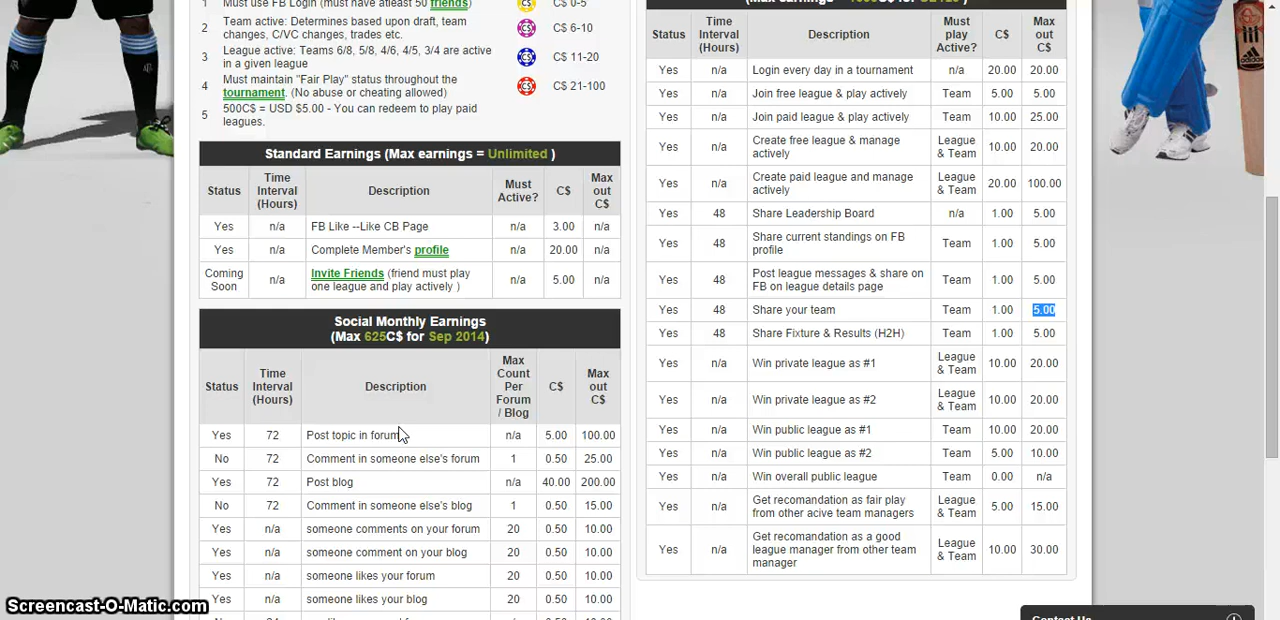 1 Must use FB Login (must have atleast 50 friends)
C$ C$ 0-5
2 Team active: Determines based upon draft, team
changes, C/VC changes, trades etc.
C$ C$ 6-10
3 League active: Teams 6/8, 5/8, 4/6, 4/5, 3/4 are active
in a given league
C$ C$ 11-20
4 Must maintain "Fair Play" status throughout the
tournament. (No abuse or cheating allowed)
C$ C$ 21-100
5 500C$ = USD $5.00 - You can redeem to play paid
leagues.
Standard Earnings (Max earnings = Unlimited )
Status Time Interval (Hours) Description Must Active? C$ Max out C$
Yes n/a FB Like --Like CB Page n/a 3.00 n/a
Yes n/a Complete Member's profile n/a 20.00 n/a
Coming Soon n/a Invite Friends (friend must play one league and play actively ) n/a 5.00 n/a
Social Monthly Earnings
(Max 625C$ for Sep 2014)
Status Time Interval (Hours) Description Max Count Per Forum / Blog C$ Max out C$
Yes 72 Post topic in forum n/a 5.00 100.00
No 72 Comment in someone else's forum 1 0.50 25.00
Yes 72 Post blog n/a 40.00 200.00
No 72 Comment in someone else's blog 1 0.50 15.00
Yes n/a someone comments on your forum 20 0.50 10.00
Yes n/a someone comment on your blog 20 0.50 10.00
Yes n/a someone likes your forum 20 0.50 10.00
Yes n/a someone likes your blog 20 0.50 10.00
Status Time Interval (Hours) Description Must play Active? C$ Max out C$
Yes n/a Login every day in a tournament n/a 20.00 20.00
Yes n/a Join free league & play actively Team 5.00 5.00
Yes n/a Join paid league & play actively Team 10.00 25.00
Yes n/a Create free league & manage actively League & Team 10.00 20.00
Yes n/a Create paid league and manage actively League & Team 20.00 100.00
Yes 48 Share Leadership Board n/a 1.00 5.00
Yes 48 Share current standings on FB profile Team 1.00 5.00
Yes 48 Post league messages & share on FB on league details page Team 1.00 5.00
Yes 48 Share your team Team 1.00 5.00
Yes 48 Share Fixture & Results (H2H) Team 1.00 5.00
Yes n/a Win private league as #1 League & Team 10.00 20.00
Yes n/a Win private league as #2 League & Team 10.00 20.00
Yes n/a Win public league as #1 Team 10.00 20.00
Yes n/a Win public league as #2 Team 5.00 10.00
Yes n/a Win overall public league Team 0.00 n/a
Yes n/a Get recomandation as fair play from other acive team managers League & Team 5.00 15.00
Yes n/a Get recomandation as a good league manager from other team manager League & Team 10.00 30.00
Contact Us
Screencast-O-Matic.com